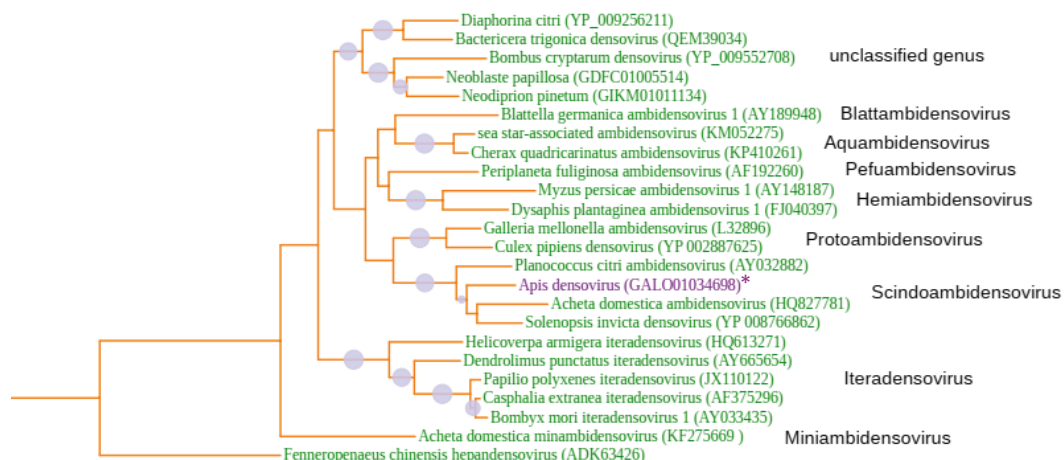 Diaphorina citri (YP_009256211)
Bactericera trigonica densovirus (QEM39034)
Bombus cryptarum densovirus (YP_009552708)
unclassified genus
Neoblaste papillosa (GDFC01005514)
Neodiprion pinetum (GIKM01011134)
Blattella germanica ambidensovirus 1 (AY189948)
Blattambidensovirus
sea star-associated ambidensovirus (KM052275)
Aquambidensovirus
Cherax quadricarinatus ambidensovirus (KP410261)
Periplaneta fuliginosa ambidensovirus (AF192260)
Pefuambidensovirus
Myzus persicae ambidensovirus 1 (AY148187)
Hemiambidensovirus
Dysaphis plantaginea ambidensovirus 1 (FJ040397)
Galleria mellonella ambidensovirus (L32896)
Protoambidensovirus
Culex pipiens densovirus (YP 002887625)
Planococcus citri ambidensovirus (AY032882)
Apis densovirus (GALO01034698)*
Scindoambidensovirus
Acheta domestica ambidensovirus (HQ827781)
Solenopsis invicta densovirus (YP 008766862)
Helicoverpa armigera iteradensovirus (HQ613271)
Dendrolimus punctatus iteradensovirus (AY665654)
Papilio polyxenes iteradensovirus (JX110122)
Iteradensovirus
Casphalia extranea iteradensovirus (AF375296)
Bombyx mori iteradensovirus 1 (AY033435)
Acheta domestica minambidensovirus (KF275669 )
Miniambidensovirus
Fenneropenaeus chinensis hepandensovirus (ADK63426)